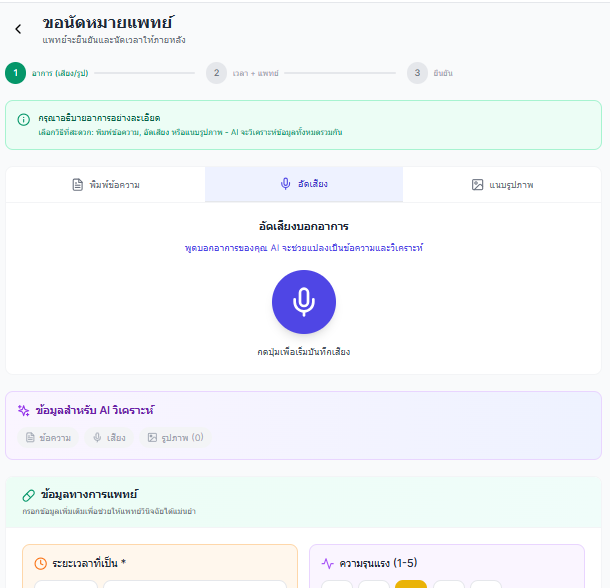 ขอนัดหมายแพทย์
แพทย์จะยืนยันและนัดเวลาให้ภายหลัง
1 อาการ (เสียง/รูป) 2 เวลา + แพทย์ 3 ยืนยัน
กรุณาอธิบายอาการอย่างละเอียด
เลือกวิธีที่สะดวก: พิมพ์ข้อความ, อัดเสียง หรือแนบรูปภาพ - AI จะวิเคราะห์ข้อมูลทั้งหมดรวมกัน
พิมพ์ข้อความ อัดเสียง แนบรูปภาพ
อัดเสียงบอกอาการ
พูดบอกอาการของคุณ AI จะช่วยแปลงเป็นข้อความและวิเคราะห์
กดปุ่มเพื่อเริ่มบันทึกเสียง
ข้อมูลสำหรับ AI วิเคราะห์
ข้อความ เสียง รูปภาพ (0)
ข้อมูลทางการแพทย์
กรอกข้อมูลเพิ่มเติมเพื่อช่วยให้แพทย์วินิจฉัยได้แม่นยำ
ระยะเวลาที่เป็น * ความรุนแรง (1-5)